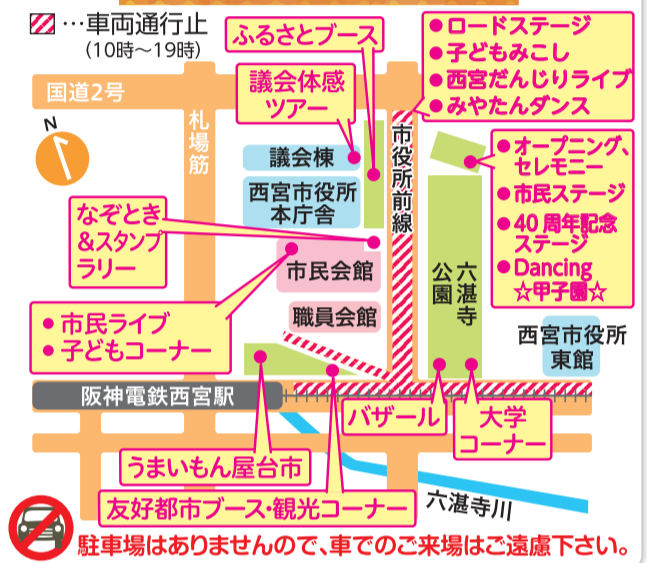 …車両通行止
(10時～19時)
ふるさとブース
議会体感
ツアー
● ロードステージ
● 子どもみこし
● 西宮だんじりライブ
● みやたんダンス
国道2号
N
札場筋
市役所前線
議会棟
西宮市役所
本庁舎
● オープニング、
セレモニー
● 市民ステージ
● 40周年記念
ステージ
● Dancing
☆甲子園☆
なぞとき
&スタンプ
ラリー
市民会館
六湛寺
公園
職員会館
● 市民ライブ
● 子どもコーナー
西宮市役所
東館
阪神電鉄西宮駅
バザール
大学
コーナー
うまいもん屋台市
友好都市ブース・観光コーナー
六湛寺川
駐車場はありませんので、車でのご来場はご遠慮下さい。